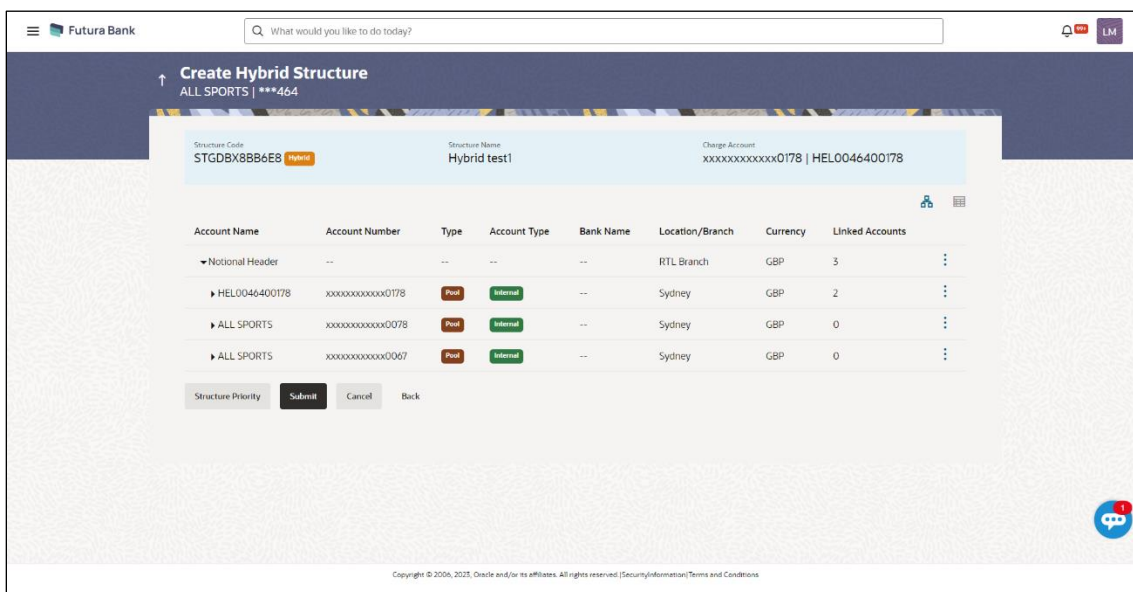 Futura Bank What would you like to do today? 99+ LM
Create Hybrid Structure
ALL SPORTS | ***464
Structure Code Structure Name Charge Account
STGDBX8BB6E8 Hybrid Hybrid test1 xxxxxxxxxxxx0178 | HEL0046400178
Account Name Account Number Type Account Type Bank Name Location/Branch Currency Linked Accounts
Notional Header -- -- -- -- RTL Branch GBP 3
HEL0046400178 xxxxxxxxxxxx0178 Pool Internal -- Sydney GBP 2
ALL SPORTS xxxxxxxxxxxx0078 Pool Internal -- Sydney GBP 0
ALL SPORTS xxxxxxxxxxxx0067 Pool Internal -- Sydney GBP 0
Structure Priority Submit Cancel Back
1
Copyright © 2006, 2023, Oracle and/or its affiliates. All rights reserved.|SecurityInformation|Terms and Conditions